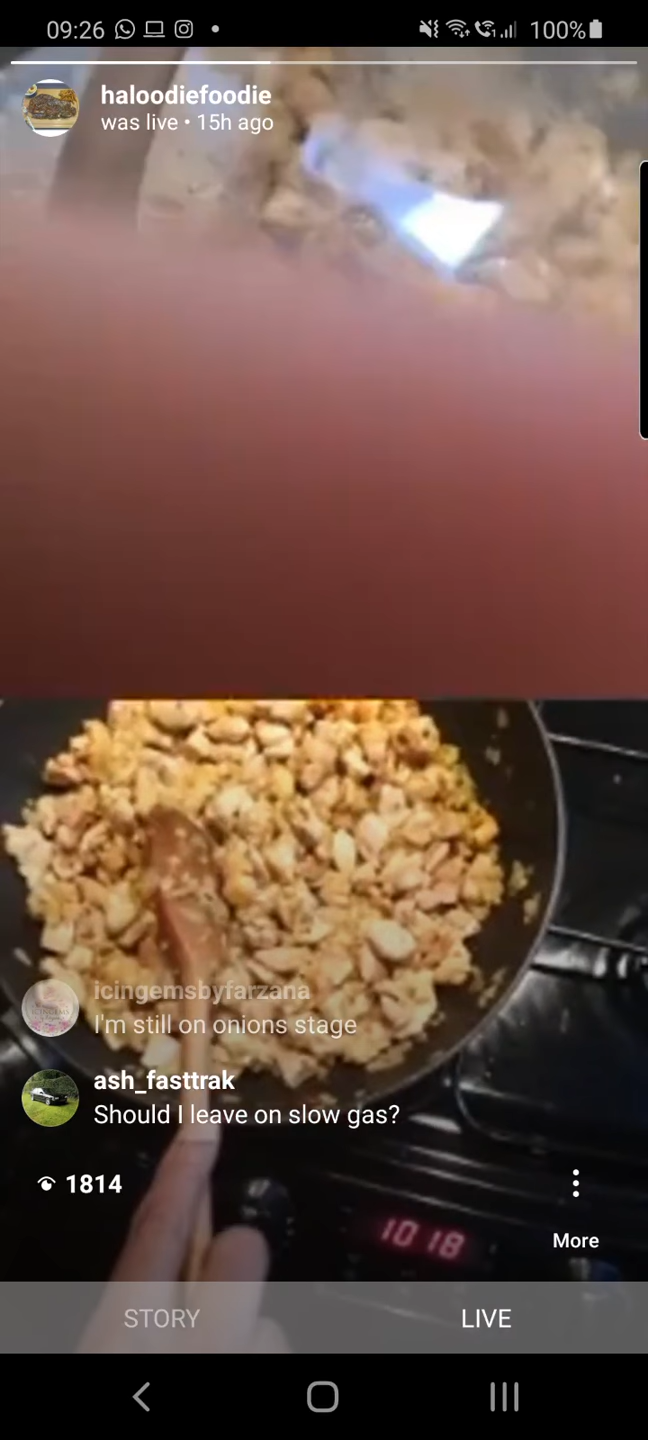 09:26
100%
haloodiefoodie
was live • 15h ago
icingemsbyfarzana
I'm still on onions stage
ash_fasttrak
Should I leave on slow gas?
1814
10 18
More
STORY
LIVE